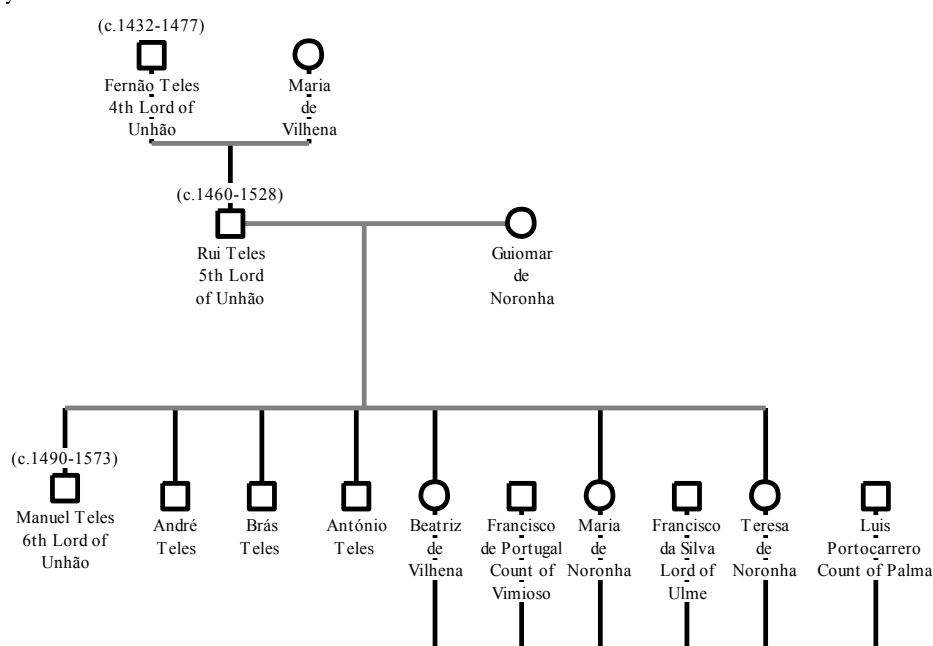 (c.1432-1477)
Fernão Teles
4th Lord of
Unhão
Maria
de
Vilhena
(c.1460-1528)
Rui Teles
5th Lord
of Unhão
Guiomar
de
Noronha
(c.1490-1573)
Manuel Teles
6th Lord of
Unhão
André
Teles
Brás
Teles
António
Teles
Beatriz
de
Vilhena
Francisco
de Portugal
Count of
Vimioso
Maria
de
Noronha
Francisco
da Silva
Lord of
Ulme
Teresa
de
Noronha
Luis
Portocarrero
Count of Palma